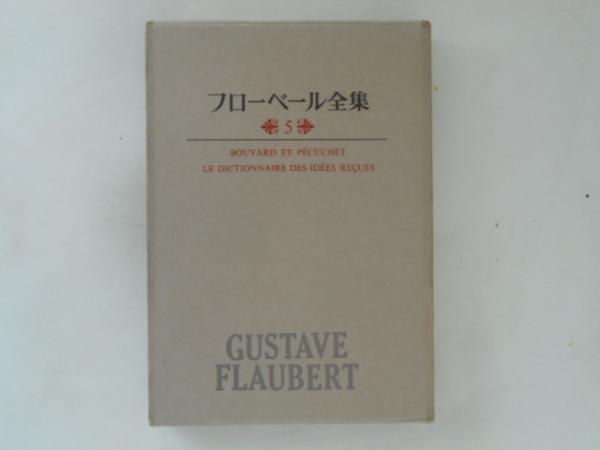 フローベール全集
5
BOUVARD ET PÉCUCHET
LE DICTIONNAIRE DES IDÉES REÇUES
GUSTAVE
FLAUBERT